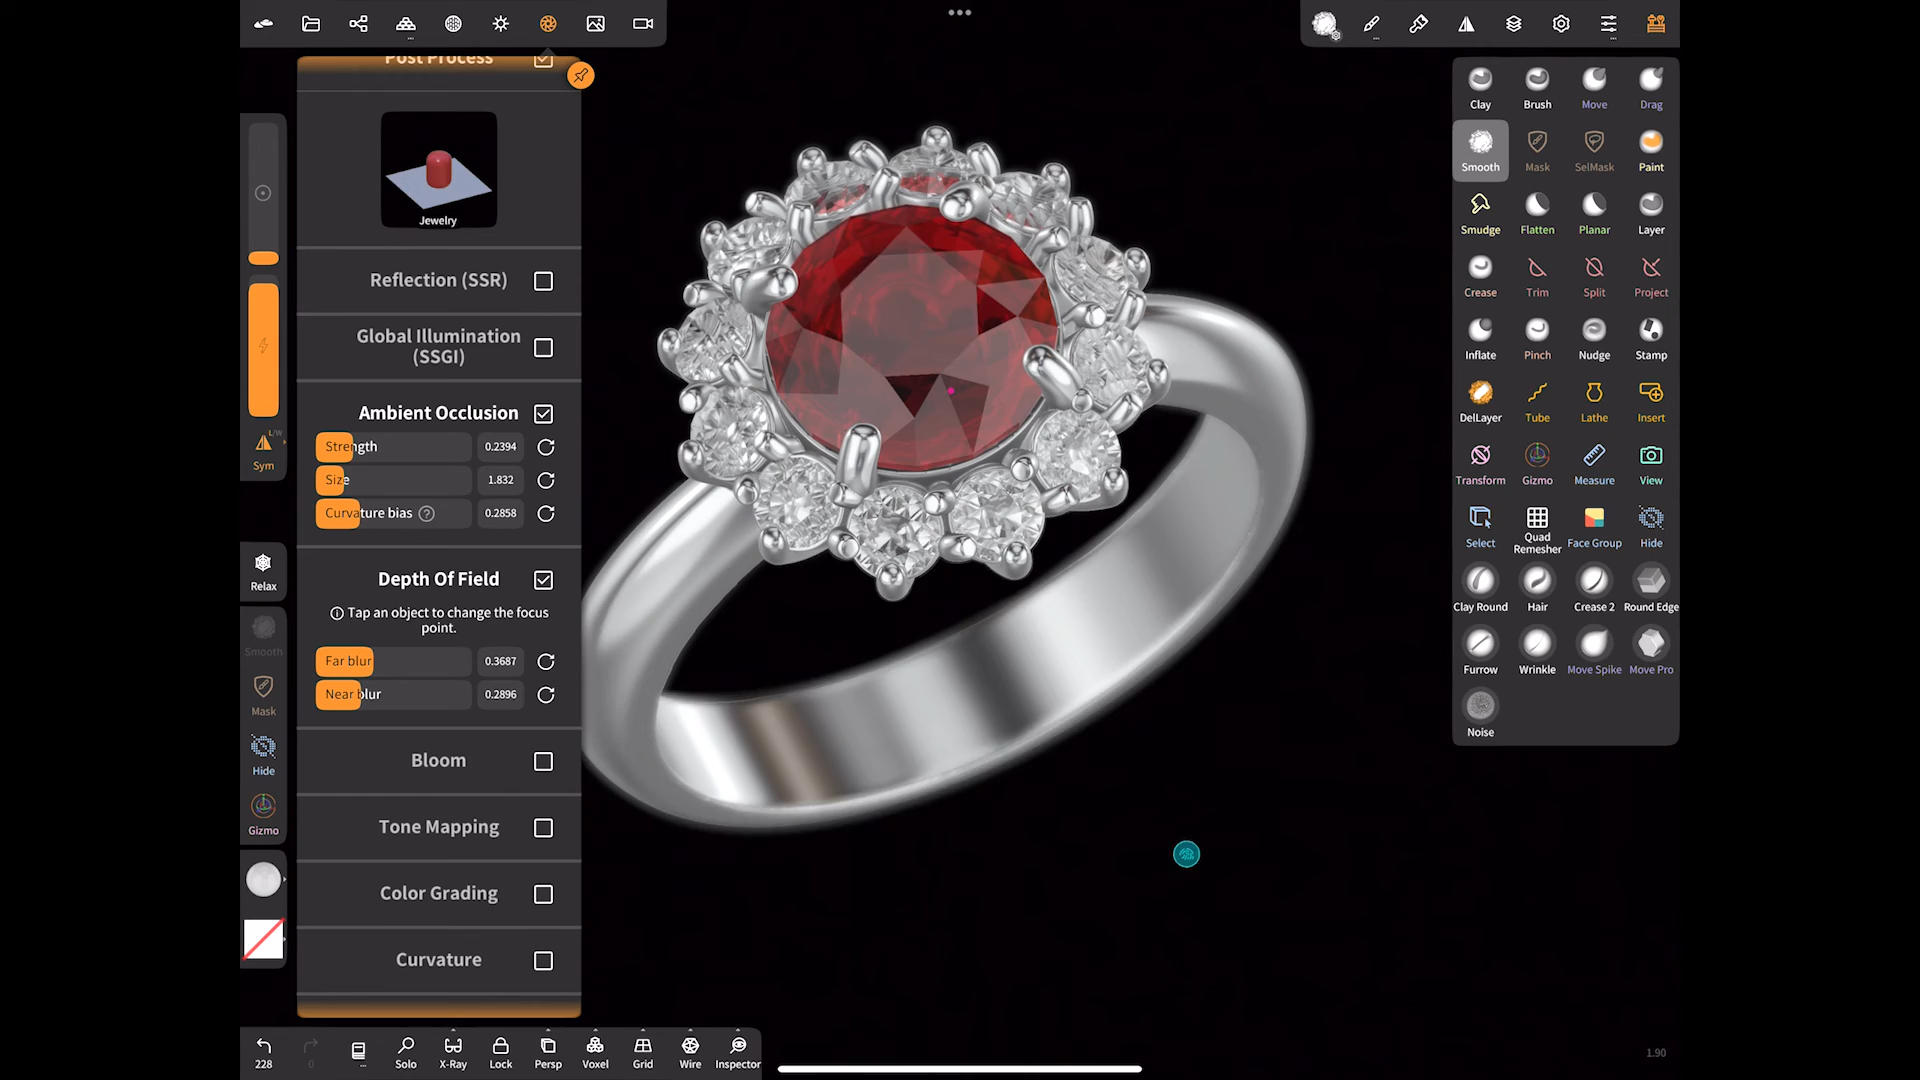 Post Process
Jewelry
Reflection (SSR)
Global Illumination
(SSGI)
Ambient Occlusion
Strength 0.2394
Size 1.832
Curvature bias ? 0.2858
Depth Of Field
Tap an object to change the focus
point.
Far blur 0.3687
Near blur 0.2896
Bloom
Tone Mapping
Color Grading
Curvature
L/W
Sym
Relax
Smooth
Mask
Hide
Gizmo
228
0
Solo
X-Ray
Lock
Persp
Voxel
Grid
Wire
Inspector
Clay Brush Move Drag
Smooth Mask SelMask Paint
Smudge Flatten Planar Layer
Crease Trim Split Project
Inflate Pinch Nudge Stamp
DelLayer Tube Lathe Insert
Transform Gizmo Measure View
Select Quad Remesher Face Group Hide
Clay Round Hair Crease 2 Round Edge
Furrow Wrinkle Move Spike Move Pro
Noise
1.90